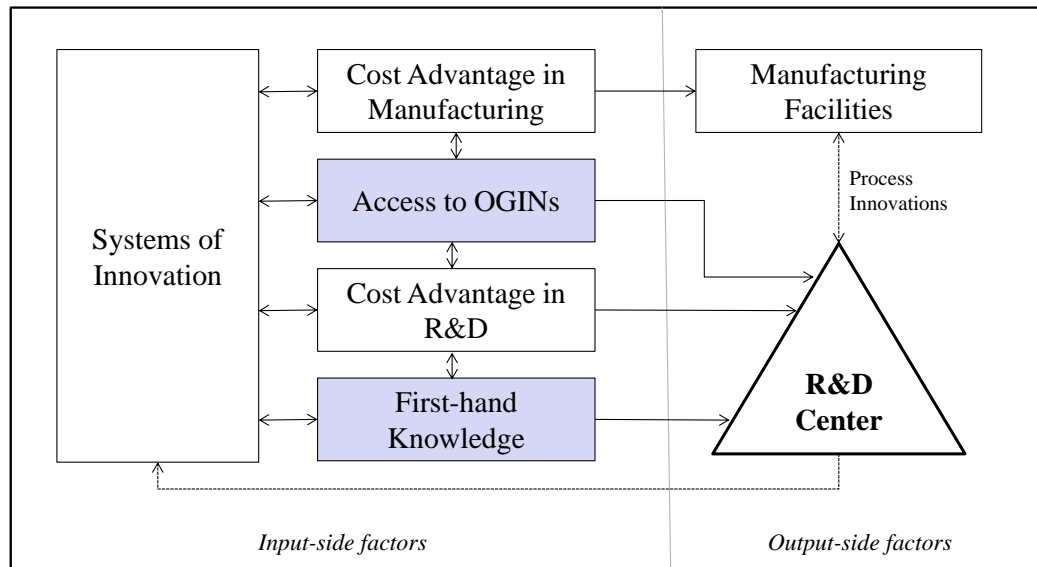 Systems of
Innovation
Cost Advantage in
Manufacturing
Access to OGINs
Cost Advantage in
R&D
First-hand
Knowledge
Manufacturing
Facilities
Process
Innovations
R&D
Center
Input-side factors
Output-side factors